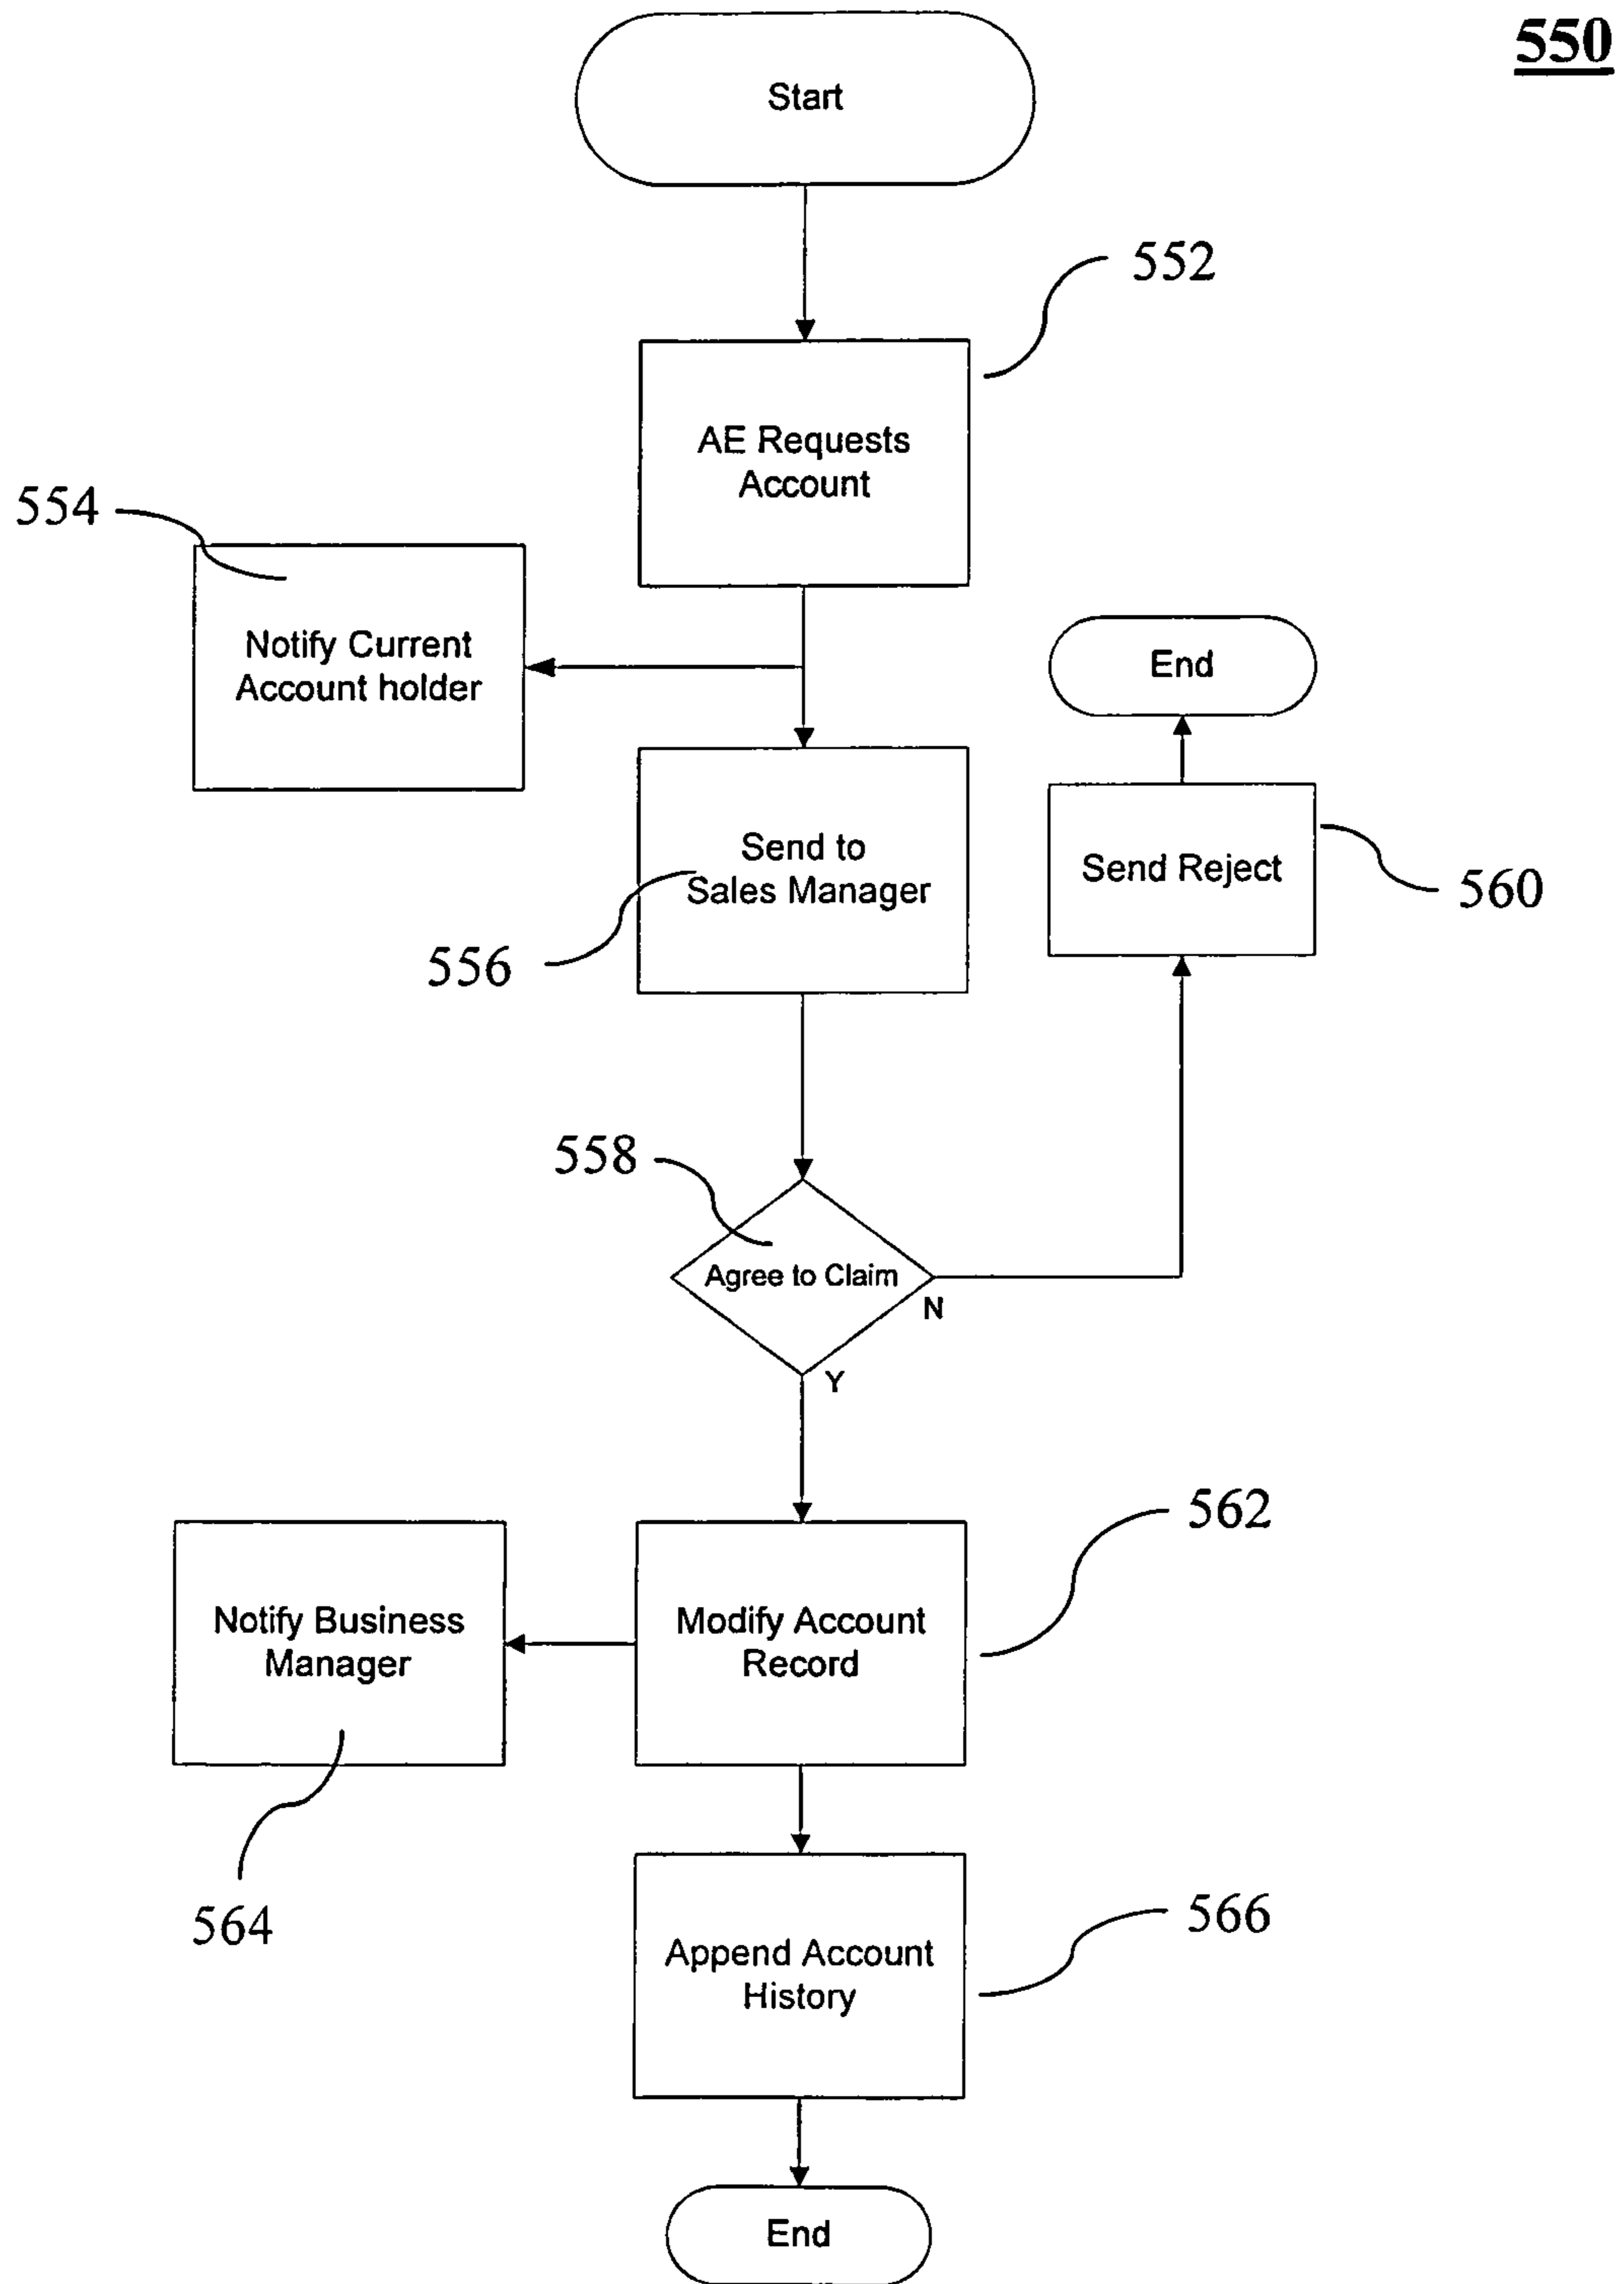 550
Start
552
AE Requests
Account
554
Notify Current
Account holder
End
Send to
Sales Manager
556
Send Reject
560
558
Agree to Claim
N
Y
562
Notify Business
Manager
Modify Account
Record
564
566
Append Account
History
End